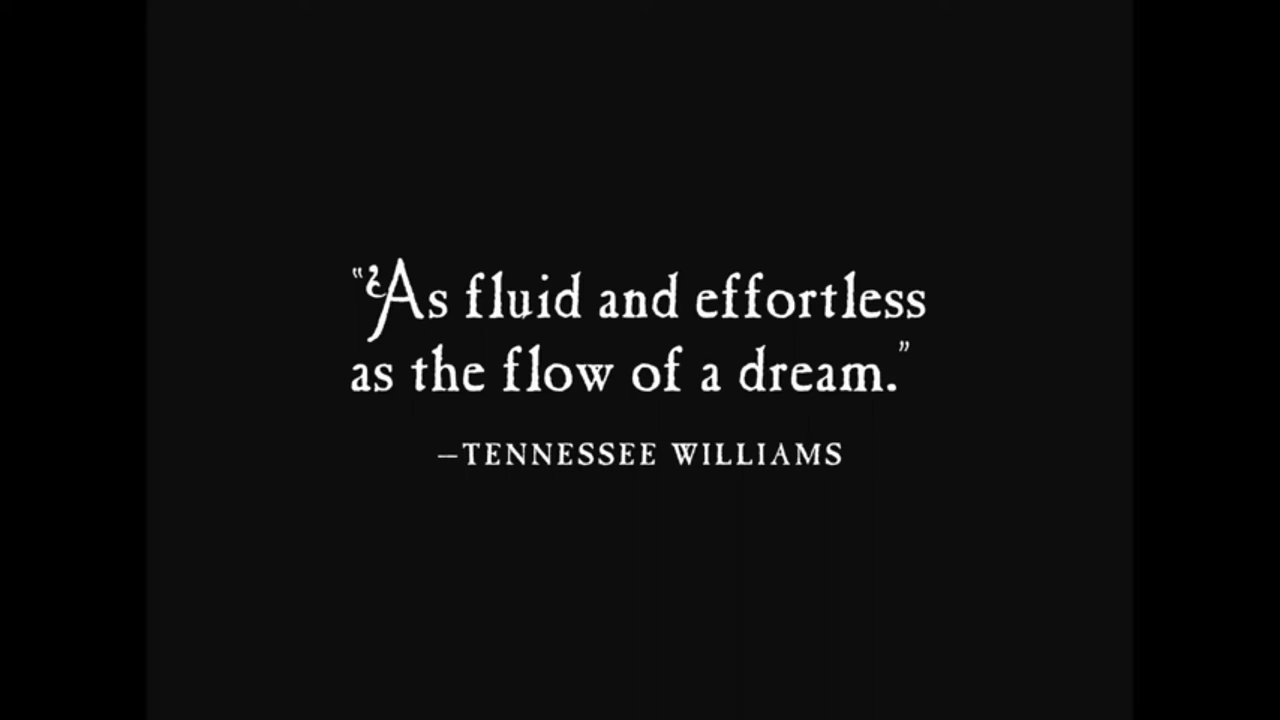 “As fluid and effortless
as the flow of a dream.”
—TENNESSEE WILLIAMS